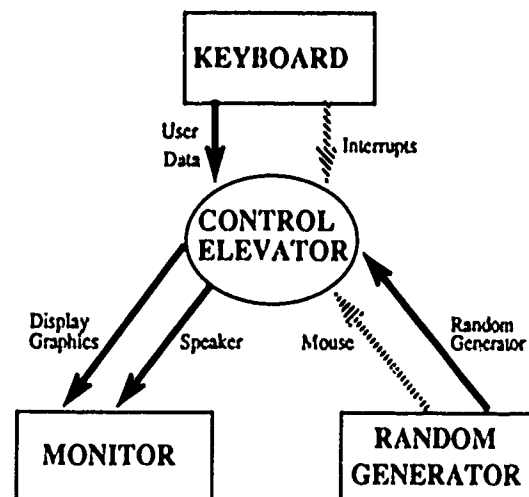 KEYBOARD
User
Data
Interrupts
CONTROL
ELEVATOR
Display
Graphics
Speaker
Mouse
Random
Generator
MONITOR
RANDOM
GENERATOR